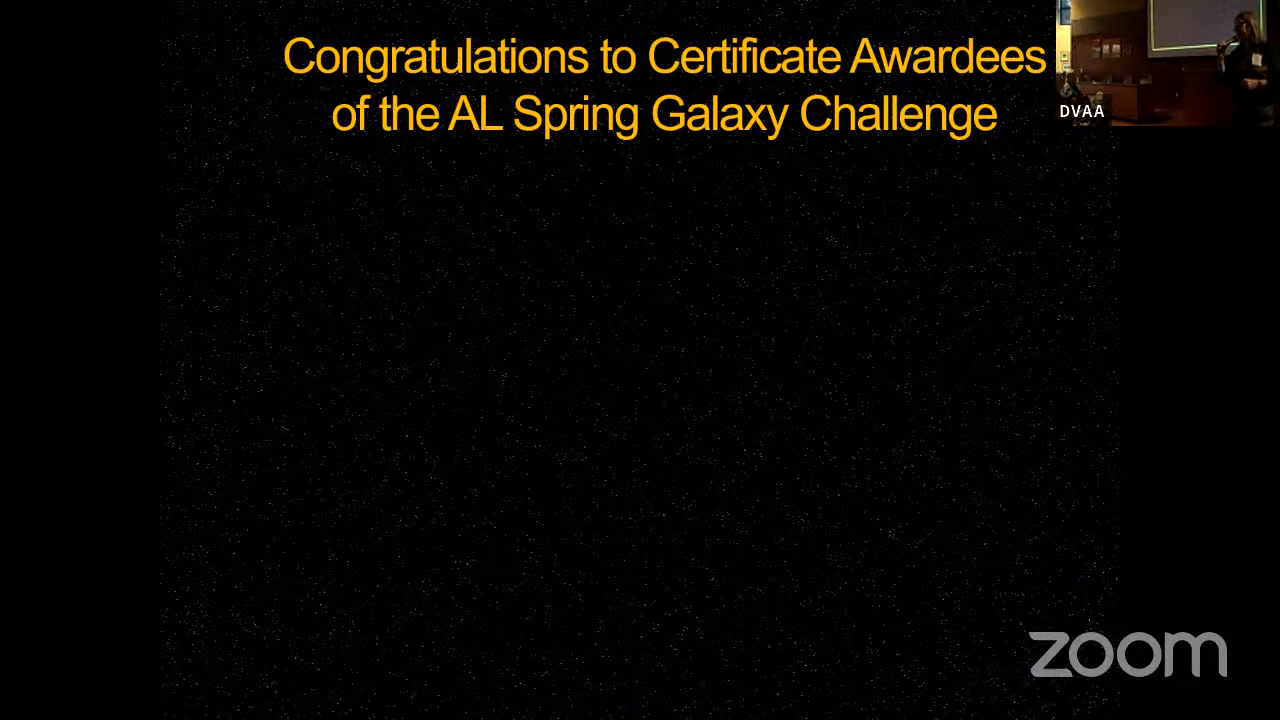 Congratulations to Certificate Awardees
of the AL Spring Galaxy Challenge
DVAA
zoom